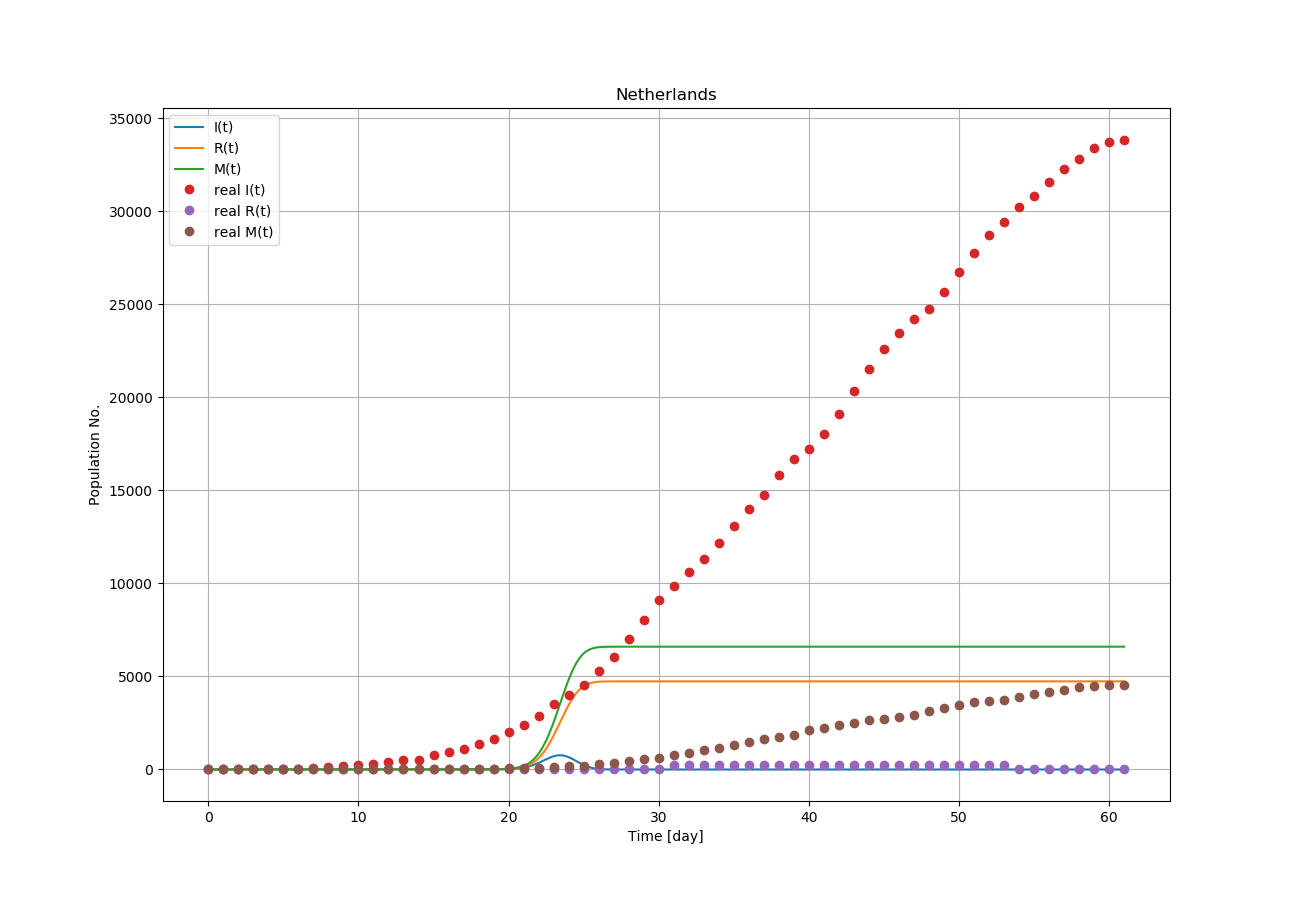 Netherlands
I(t)
R(t)
M(t)
real I(t)
real R(t)
real M(t)
35000
30000
25000
20000
15000
10000
5000
0
Population No.
0 10 20 30 40 50 60
Time [day]